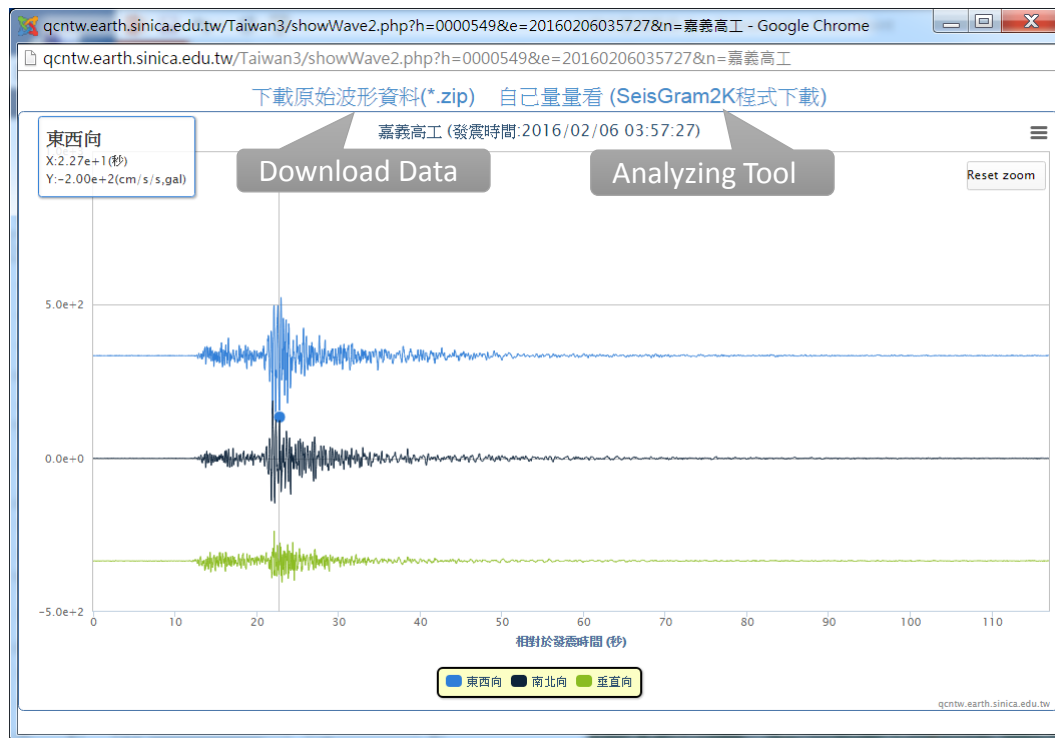 qcntw.earth.sinica.edu.tw/Taiwan3/showWave2.php?h=0000549&e=20160206035727&n=嘉義高工 - Google Chrome
qcntw.earth.sinica.edu.tw/Taiwan3/showWave2.php?h=0000549&e=20160206035727&n=嘉義高工
下載原始波形資料(*.zip) 自己量量看 (SeisGram2K程式下載)
嘉義高工 (發震時間:2016/02/06 03:57:27)
東西向
X:2.27e+1(秒)
Y:-2.00e+2(cm/s/s,gal)
Download Data
Analyzing Tool
Reset zoom
5.0e+2
0.0e+0
-5.0e+2
0 10 20 30 40 50 60 70 80 90 100 110
相對於發震時間 (秒)
東西向 南北向 垂直向
qcntw.earth.sinica.edu.tw